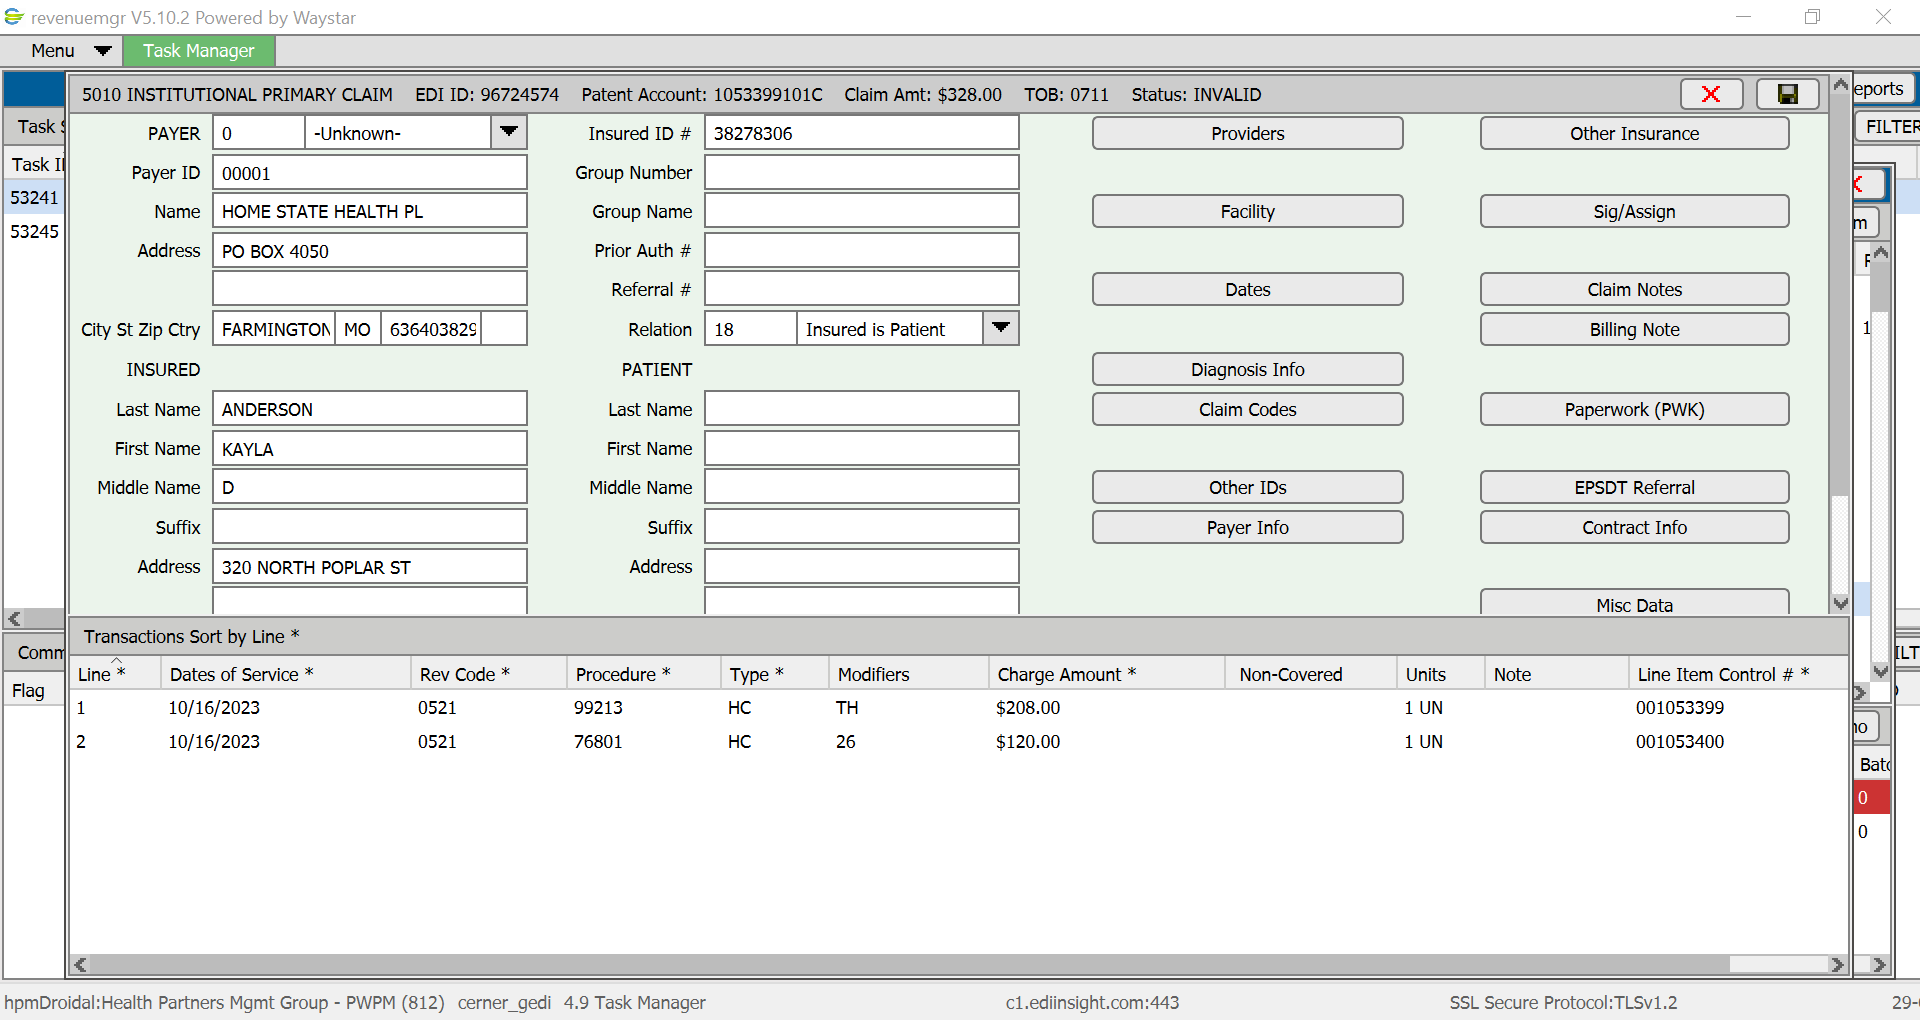 revenuemgr V5.10.2 Powered by Waystar
Menu Task Manager
5010 INSTITUTIONAL PRIMARY CLAIM EDI ID: 96724574 Patent Account: 1053399101C Claim Amt: $328.00 TOB: 0711 Status: INVALID
eports
Task S
FILTER
PAYER 0 -Unknown- Insured ID # 38278306 Providers Other Insurance
Task
Payer ID 00001 Group Number
53241
Name HOME STATE HEALTH PL Group Name Facility Sig/Assign
m
53245
Address PO BOX 4050 Prior Auth #
Referral # Dates Claim Notes
City St Zip Ctry FARMINGTON MO 636403829 Relation 18 Insured is Patient Billing Note
1
INSURED PATIENT Diagnosis Info
Last Name ANDERSON Last Name Claim Codes Paperwork (PWK)
First Name KAYLA First Name
Middle Name D Middle Name Other IDs EPSDT Referral
Suffix Suffix Payer Info Contract Info
Address 320 NORTH POPLAR ST Address
Misc Data
Transactions Sort by Line *
Comm
ILT
Line * Dates of Service * Rev Code * Procedure * Type * Modifiers Charge Amount * Non-Covered Units Note Line Item Control # *
Flag
1 10/16/2023 0521 99213 HC TH $208.00 1 UN 001053399
no
2 10/16/2023 0521 76801 HC 26 $120.00 1 UN 001053400
Batc
0
0
hpmDroidal:Health Partners Mgmt Group - PWPM (812) cerner_gedi 4.9 Task Manager c1.ediinsight.com:443 SSL Secure Protocol:TLSv1.2 29-